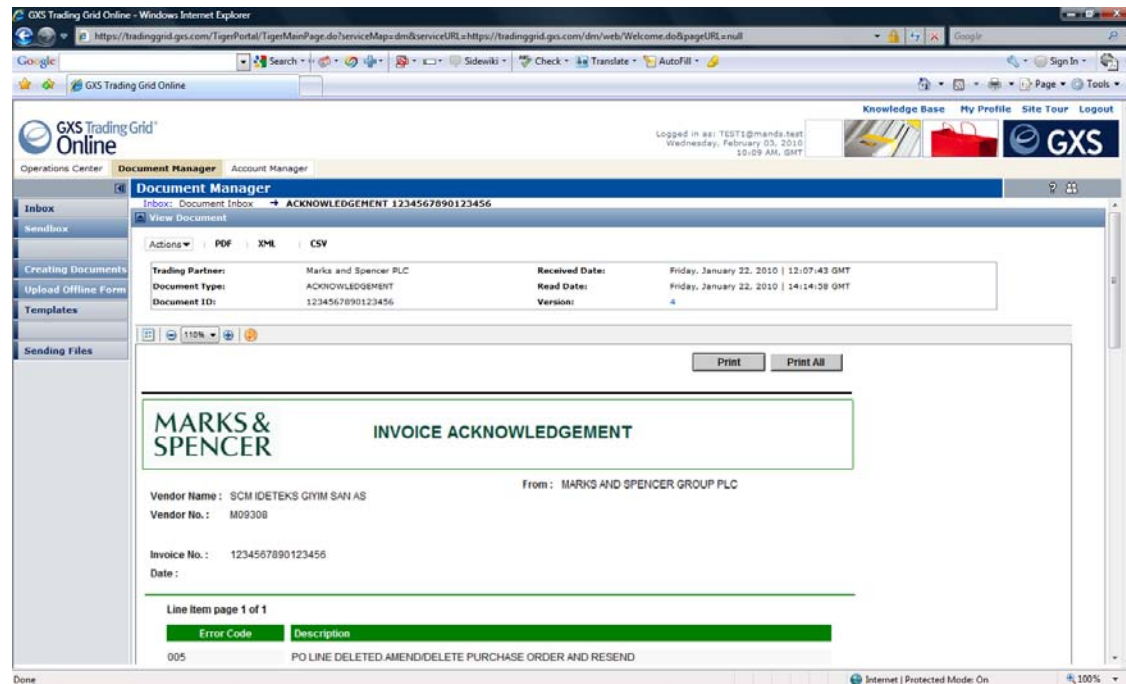 GXS Trading Grid Online - Windows Internet Explorer
https://tradinggrid.gxs.com/TigerPortal/TigerMainPage.do?serviceMap=dm&serviceURL=https://tradinggrid.gxs.com/dm/web/Welcome.do&pageURL=null
Google
Google Search Sidewiki Check Translate AutoFill Sign In
GXS Trading Grid Online Page Tools
Knowledge Base My Profile Site Tour Logout
GXS Trading Grid®
Online
Logged in as: TEST1@mands.test
Wednesday, February 03, 2010
10:09 AM, GMT
GXS
Operations Center Document Manager Account Manager
Document Manager
Inbox: Document Inbox → ACKNOWLEDGEMENT 1234567890123456
View Document
Inbox
Sendbox
Creating Documents
Upload Offline Form
Templates
Sending Files
Actions PDF XML CSV
Trading Partner: Marks and Spencer PLC Received Date: Friday, January 22, 2010 | 12:07:43 GMT
Document Type: ACKNOWLEDGEMENT Read Date: Friday, January 22, 2010 | 14:14:58 GMT
Document ID: 1234567890123456 Version: 4
110%
Print Print All
MARKS &
SPENCER
INVOICE ACKNOWLEDGEMENT
From : MARKS AND SPENCER GROUP PLC
Vendor Name : SCM IDETEKS GIYIM SAN AS
Vendor No. : M09308
Invoice No. : 1234567890123456
Date :
Line Item page 1 of 1
Error Code Description
005 PO LINE DELETED.AMEND/DELETE PURCHASE ORDER AND RESEND
Done Internet | Protected Mode: On 100%